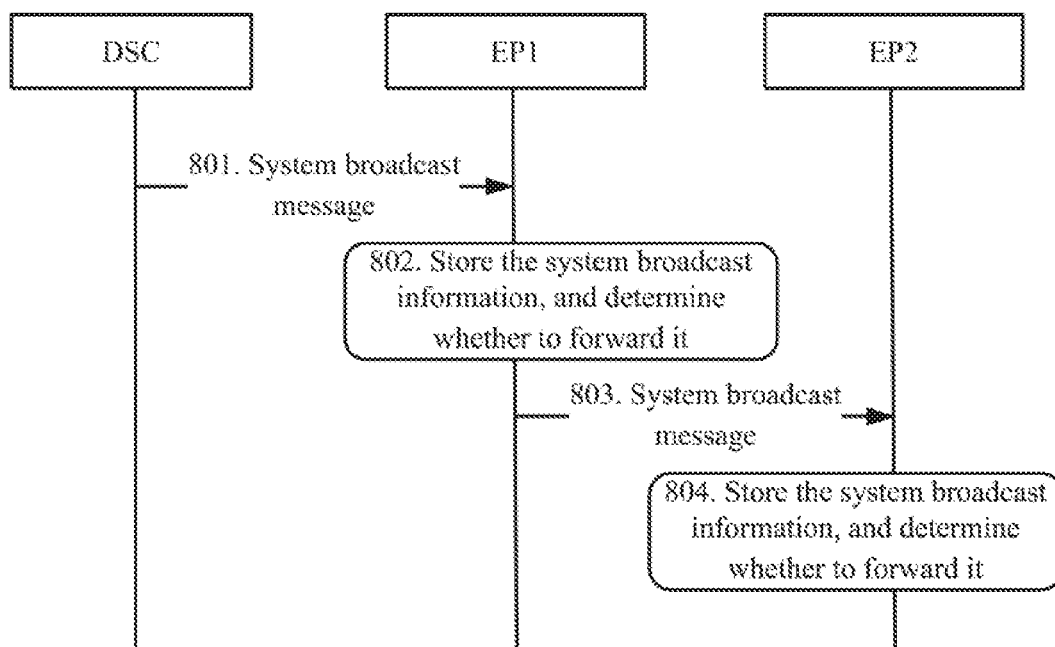 DSC
EP1
EP2
801. System broadcast
message
802. Store the system broadcast
information, and determine
whether to forward it
803. System broadcast
message
804. Store the system broadcast
information, and determine
whether to forward it